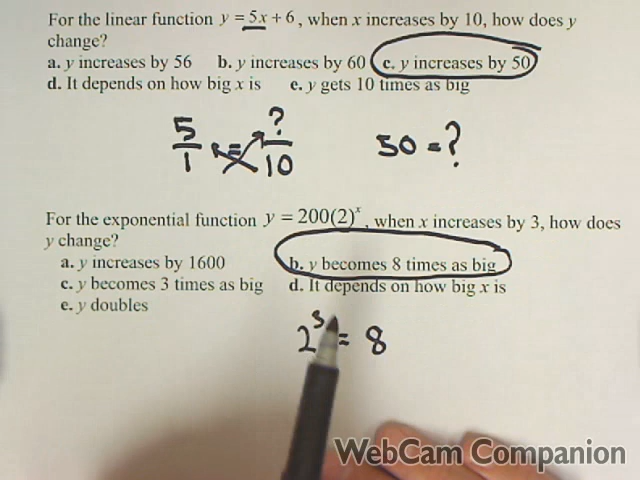 For the linear function y = 5x + 6, when x increases by 10, how does y
change?
a. y increases by 56 b. y increases by 60 c. y increases by 50
d. It depends on how big x is e. y gets 10 times as big
5/1 = ?/10 50 = ?
For the exponential function y = 200(2)^x, when x increases by 3, how does
y change?
a. y increases by 1600 b. y becomes 8 times as big
c. y becomes 3 times as big d. It depends on how big x is
e. y doubles
2^3 = 8
WebCam Companion